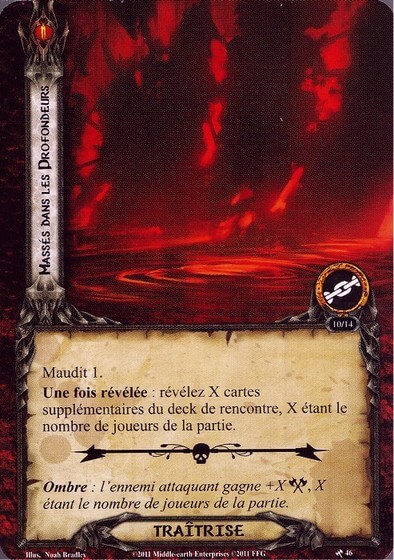 Massés dans les Profondeurs
10/14
Maudit 1.
Une fois révélée : révélez X cartes
supplémentaires du deck de rencontre, X étant le
nombre de joueurs de la partie.
Ombre : l'ennemi attaquant gagne +X , X
étant le nombre de joueurs de la partie.
TRAÎTRISE
Illus. Noah Bradley
©2011 Middle-earth Enterprises ©2011 FFG
46